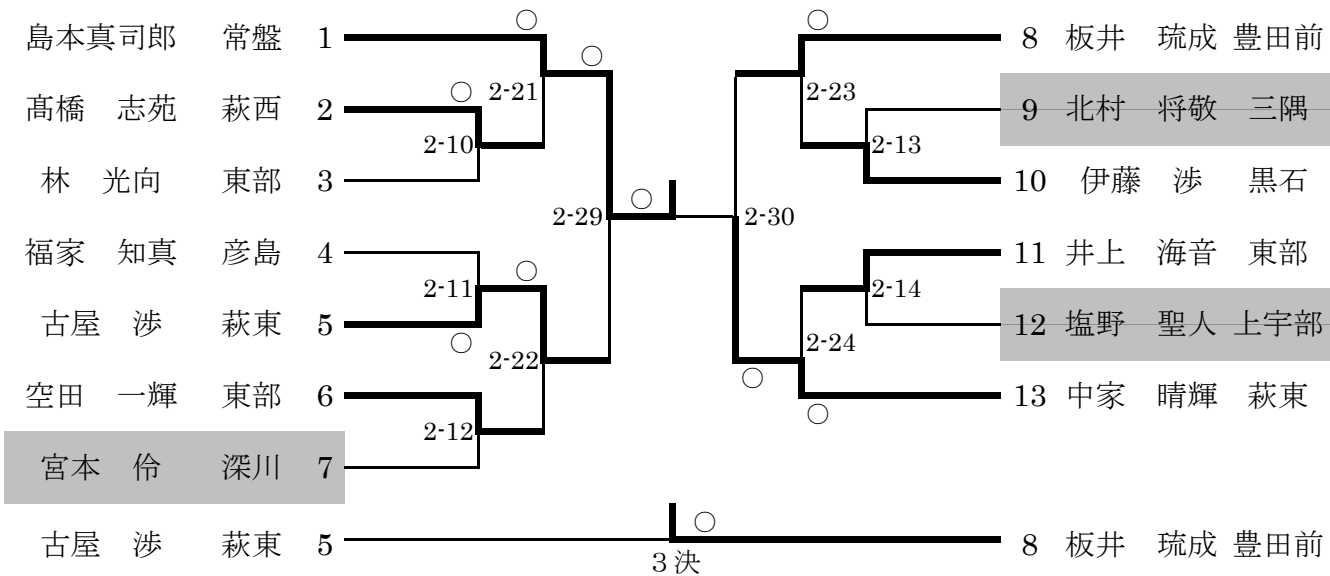 島本真司郎 常盤 1
髙橋 志苑 萩西 2
林 光向 東部 3
福家 知真 彦島 4
古屋 渉 萩東 5
空田 一輝 東部 6
宮本 伶 深川 7
○
○
○
2-21
2-10
2-29
○
2-11
○
○
2-22
2-12
○
2-23
2-13
2-30
2-14
2-24
○
○
8 板井 琉成 豊田前
9 北村 将敬 三隅
10 伊藤 渉 黒石
11 井上 海音 東部
12 塩野 聖人 上宇部
13 中家 晴輝 萩東
古屋 渉 萩東 5
○
3決
8 板井 琉成 豊田前